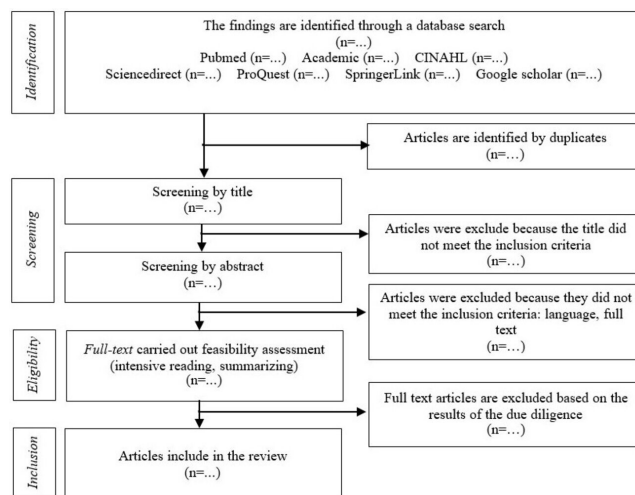 Identification
The findings are identified through a database search
(n=...)
Pubmed (n=...) Academic (n=...) CINAHL (n=...)
Sciencedirect (n=...) ProQuest (n=...) SpringerLink (n=...) Google scholar (n=...)
Articles are identified by duplicates
(n=...)
Screening
Screening by title
(n=...)
Articles were exclude because the title did
not meet the inclusion criteria
(n=...)
Screening by abstract
(n=...)
Articles were excluded because they did not
meet the inclusion criteria: language, full
text
(n=...)
Eligibility
Full-text carried out feasibility assessment
(intensive reading, summarizing)
(n=...)
Full text articles are excluded based on the
results of the due diligence
(n=...)
Inclusion
Articles include in the review
(n=...)